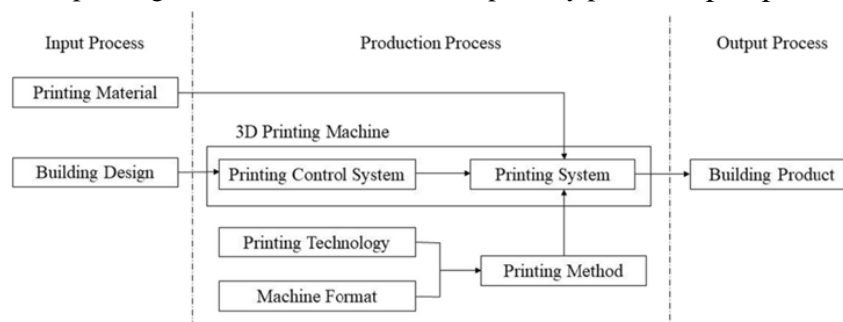 Input Process
Production Process
Output Process
Printing Material
3D Printing Machine
Building Design
Printing Control System
Printing System
Building Product
Printing Technology
Printing Method
Machine Format